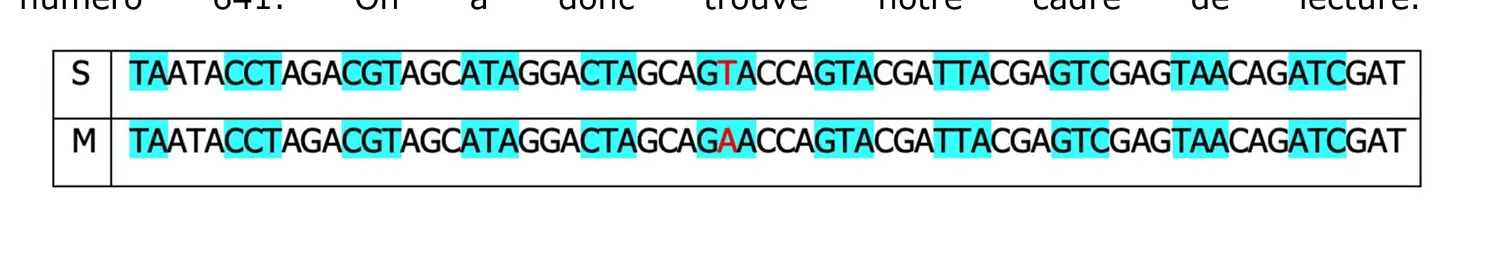 numéro 641. On a donc trouvé notre cadre de lecture.
S TAATACCTAGACGTAGCATAGGACTAGCAGTACCAGTACGATTACGAGTCGAGTAACAGATCGAT
M TAATACCTAGACGTAGCATAGGACTAGCAGAACCAGTACGATTACGAGTCGAGTAACAGATCGAT